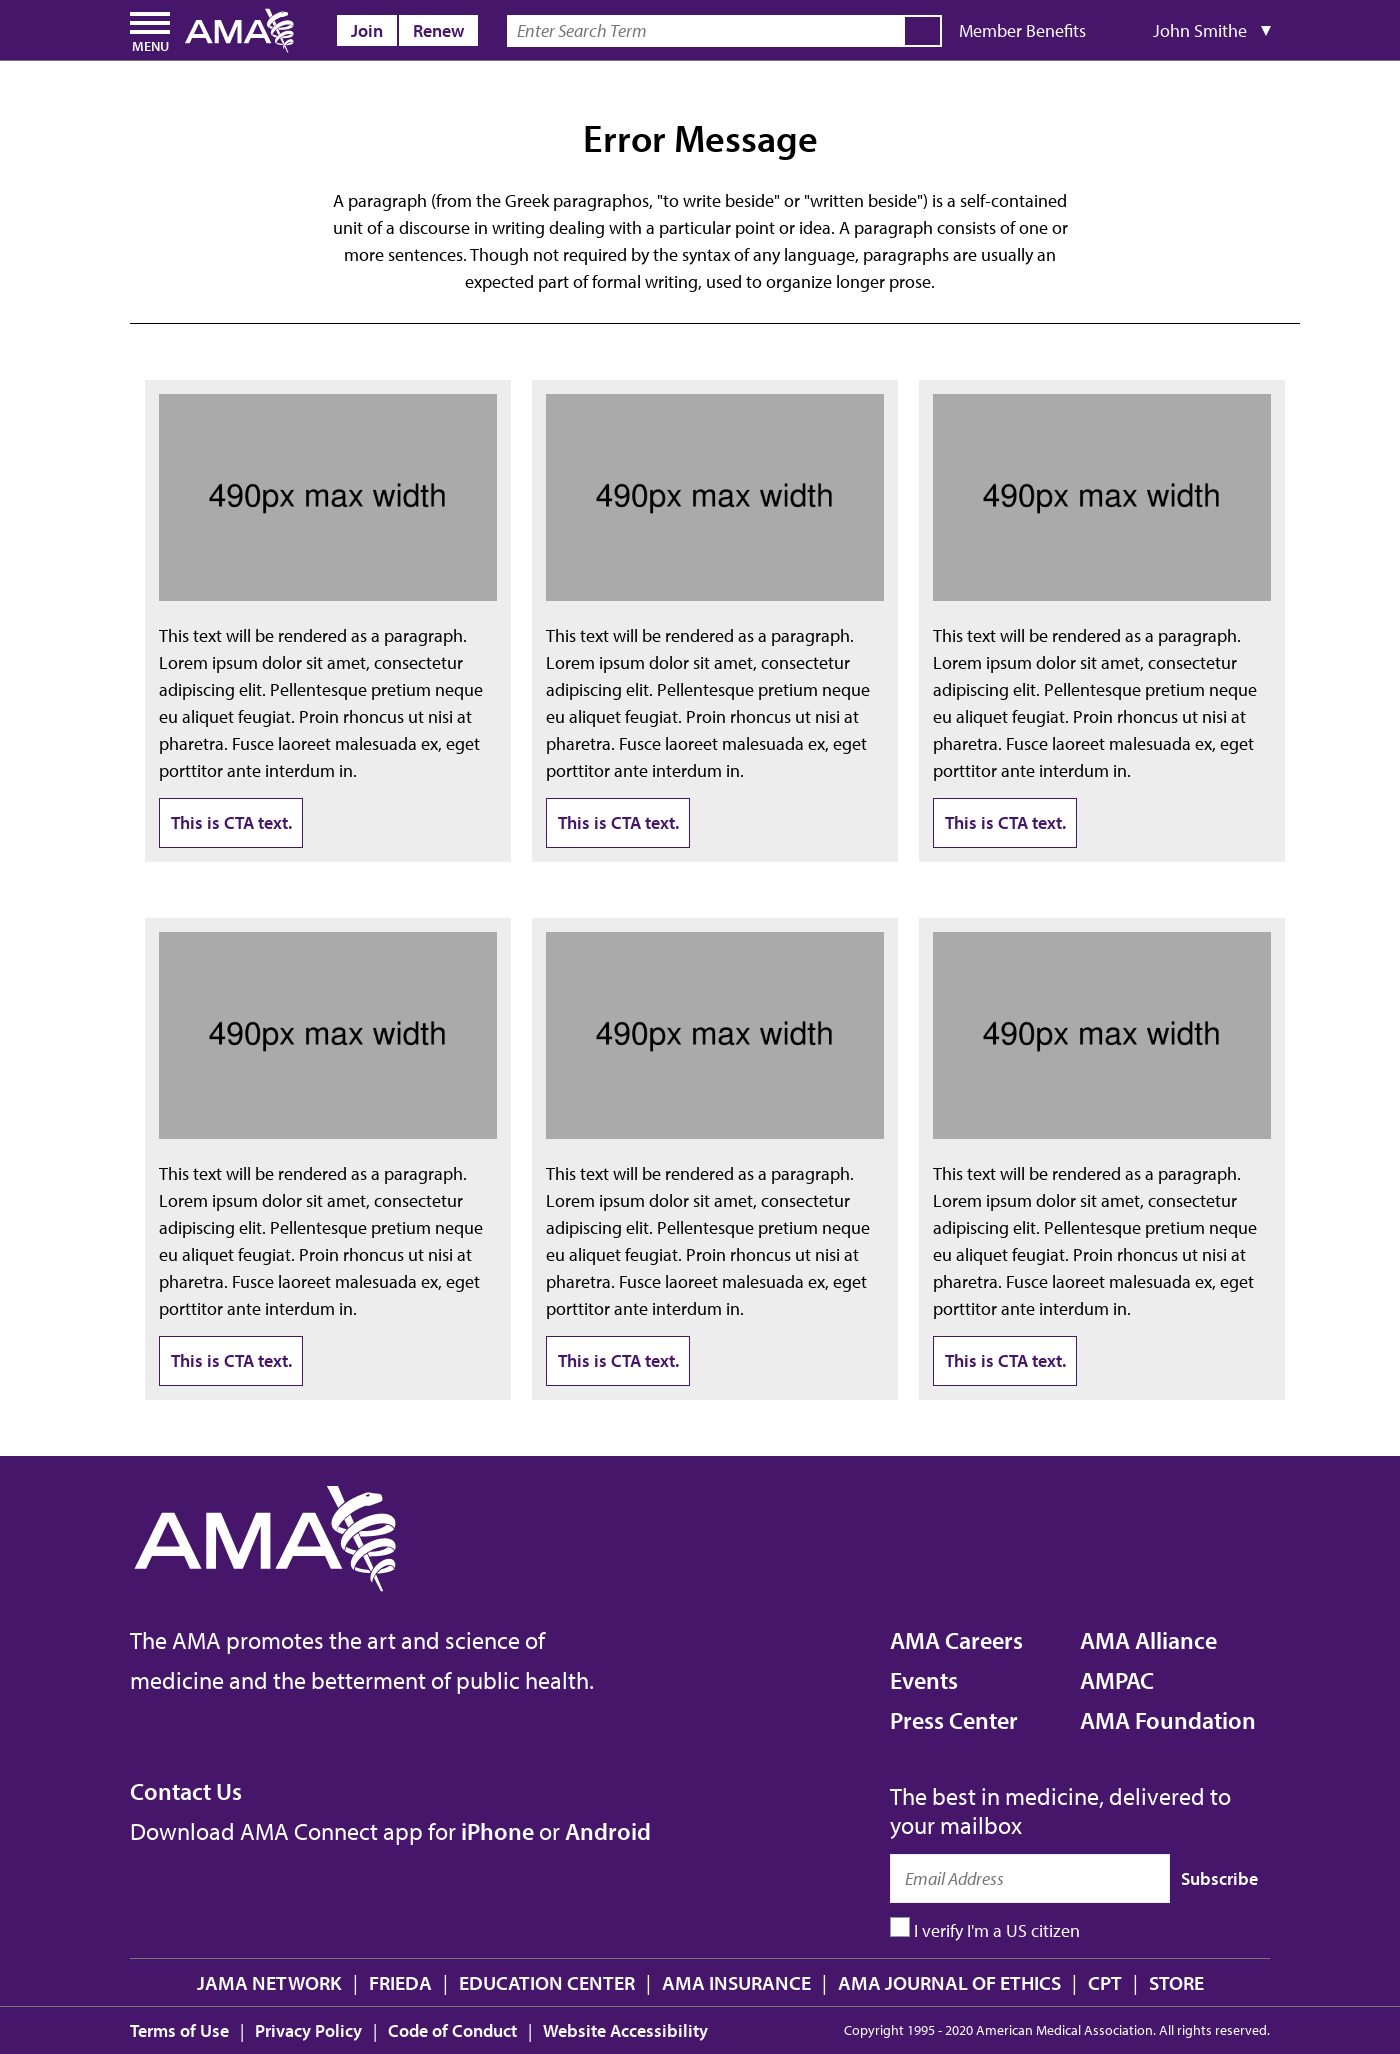 MENU
AMA
Join
Renew
Enter Search Term
Member Benefits
John Smithe ▼
Error Message
A paragraph (from the Greek paragraphos, "to write beside" or "written beside") is a self-contained
unit of a discourse in writing dealing with a particular point or idea. A paragraph consists of one or
more sentences. Though not required by the syntax of any language, paragraphs are usually an
expected part of formal writing, used to organize longer prose.
490px max width
This text will be rendered as a paragraph.
Lorem ipsum dolor sit amet, consectetur
adipiscing elit. Pellentesque pretium neque
eu aliquet feugiat. Proin rhoncus ut nisi at
pharetra. Fusce laoreet malesuada ex, eget
porttitor ante interdum in.
This is CTA text.
490px max width
This text will be rendered as a paragraph.
Lorem ipsum dolor sit amet, consectetur
adipiscing elit. Pellentesque pretium neque
eu aliquet feugiat. Proin rhoncus ut nisi at
pharetra. Fusce laoreet malesuada ex, eget
porttitor ante interdum in.
This is CTA text.
490px max width
This text will be rendered as a paragraph.
Lorem ipsum dolor sit amet, consectetur
adipiscing elit. Pellentesque pretium neque
eu aliquet feugiat. Proin rhoncus ut nisi at
pharetra. Fusce laoreet malesuada ex, eget
porttitor ante interdum in.
This is CTA text.
490px max width
This text will be rendered as a paragraph.
Lorem ipsum dolor sit amet, consectetur
adipiscing elit. Pellentesque pretium neque
eu aliquet feugiat. Proin rhoncus ut nisi at
pharetra. Fusce laoreet malesuada ex, eget
porttitor ante interdum in.
This is CTA text.
490px max width
This text will be rendered as a paragraph.
Lorem ipsum dolor sit amet, consectetur
adipiscing elit. Pellentesque pretium neque
eu aliquet feugiat. Proin rhoncus ut nisi at
pharetra. Fusce laoreet malesuada ex, eget
porttitor ante interdum in.
This is CTA text.
490px max width
This text will be rendered as a paragraph.
Lorem ipsum dolor sit amet, consectetur
adipiscing elit. Pellentesque pretium neque
eu aliquet feugiat. Proin rhoncus ut nisi at
pharetra. Fusce laoreet malesuada ex, eget
porttitor ante interdum in.
This is CTA text.
AMA
The AMA promotes the art and science of
medicine and the betterment of public health.
AMA Careers
Events
Press Center
AMA Alliance
AMPAC
AMA Foundation
Contact Us
Download AMA Connect app for iPhone or Android
The best in medicine, delivered to
your mailbox
Email Address
Subscribe
I verify I'm a US citizen
JAMA NETWORK | FRIEDA | EDUCATION CENTER | AMA INSURANCE | AMA JOURNAL OF ETHICS | CPT | STORE
Terms of Use | Privacy Policy | Code of Conduct | Website Accessibility
Copyright 1995 - 2020 American Medical Association. All rights reserved.